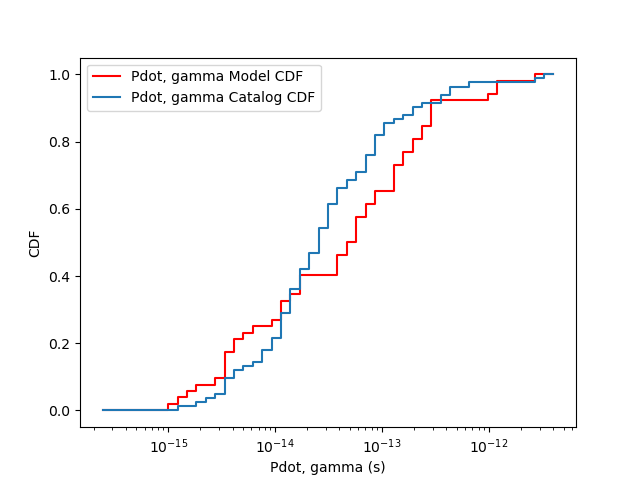 Pdot, gamma Model CDF
Pdot, gamma Catalog CDF
1.0
0.8
0.6
0.4
0.2
0.0
CDF
10⁻¹⁵ 10⁻¹⁴ 10⁻¹³ 10⁻¹²
Pdot, gamma (s)